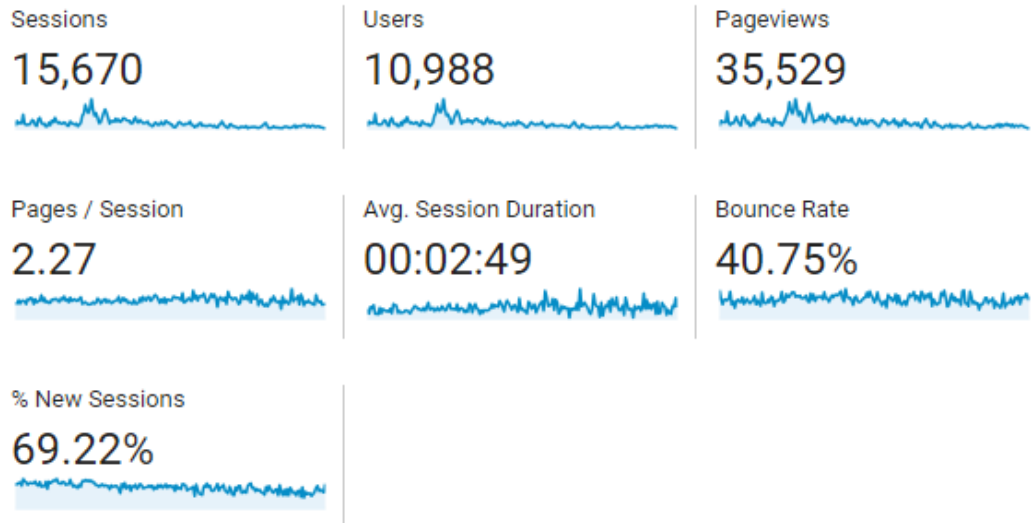 Sessions
15,670
Users
10,988
Pageviews
35,529
Pages / Session
2.27
Avg. Session Duration
00:02:49
Bounce Rate
40.75%
% New Sessions
69.22%